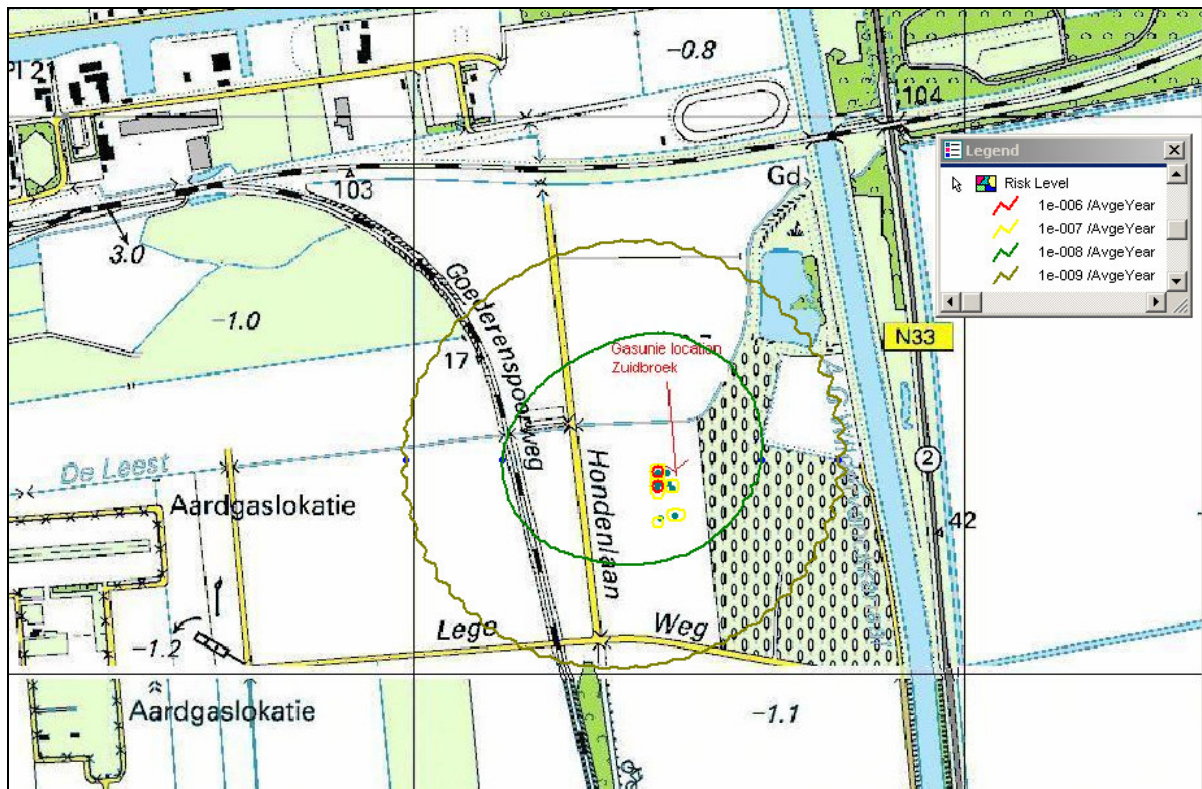 -0.8
Pl 21
104
Legend
Risk Level
1e-006 /AvgeYear
1e-007 /AvgeYear
1e-008 /AvgeYear
1e-009 /AvgeYear
103
Gd
3.0
-1.0
Goederenspoorweg
N33
17
Gasunie location
Zuidbroek
De Leest
2
Aardgaslokatie
Hondenlaan
42
Lege Weg
-1.2
Aardgaslokatie
-1.1